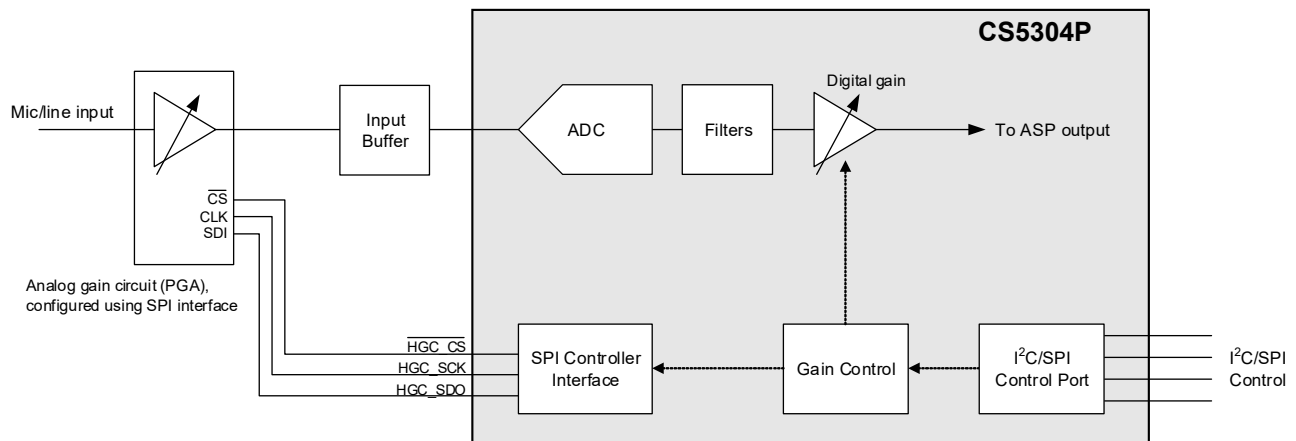 CS5304P
Digital gain
Mic/line input
Input
Buffer
ADC
Filters
To ASP output
CS
CLK
SDI
Analog gain circuit (PGA),
configured using SPI interface
HGC_CS
HGC_SCK
HGC_SDO
SPI Controller
Interface
Gain Control
I²C/SPI
Control Port
I²C/SPI
Control